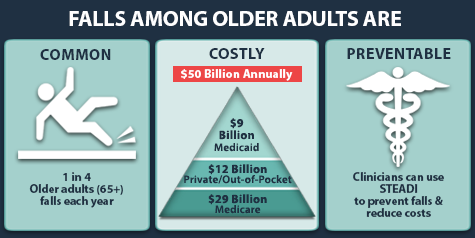 FALLS AMONG OLDER ADULTS ARE
COMMON
1 in 4
Older adults (65+)
falls each year
COSTLY
$50 Billion Annually
$9
Billion
Medicaid
$12 Billion
Private/Out-of-Pocket
$29 Billion
Medicare
PREVENTABLE
Clinicians can use
STEADI
to prevent falls &
reduce costs